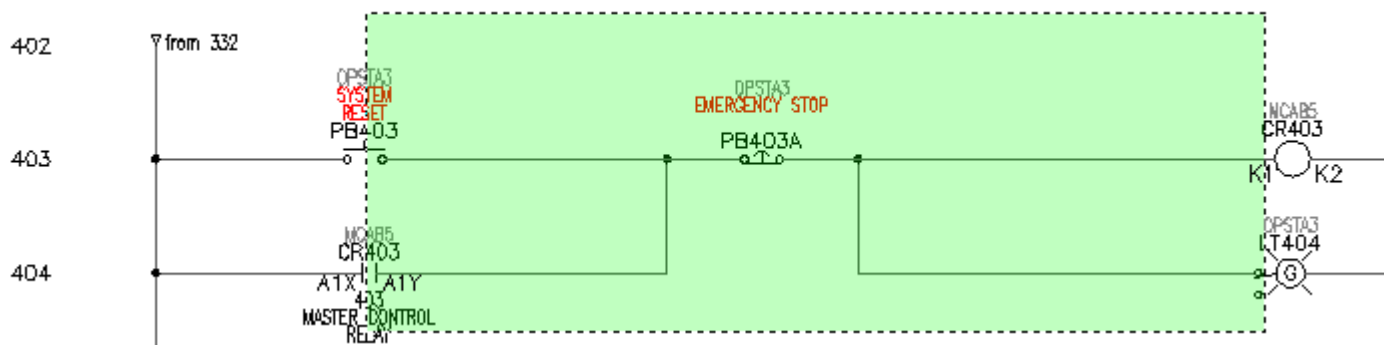 402
from 332
OPSTA3
SYSTEM
RESET
PB403
OPSTA3
EMERGENCY STOP
PB403A
MCAB5
CR403
403
K1
K2
MCAB5
CR403
OPSTA3
LT404
404
A1X
A1Y
G
403
MASTER CONTROL
RELAY